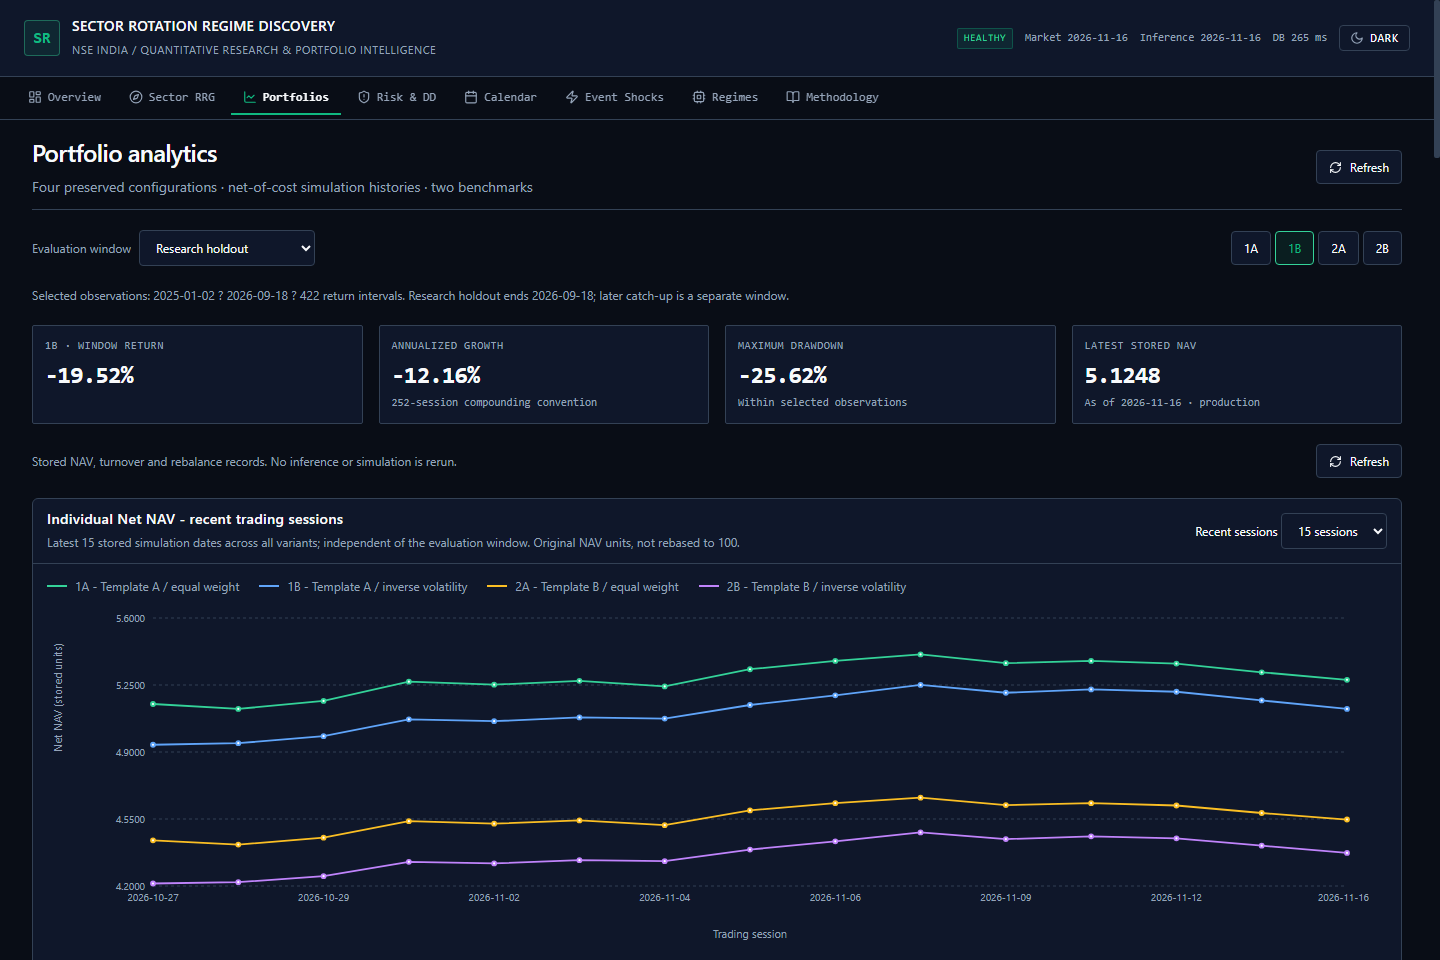 SR
SECTOR ROTATION REGIME DISCOVERY
NSE INDIA / QUANTITATIVE RESEARCH & PORTFOLIO INTELLIGENCE
HEALTHY Market 2026-11-16 Inference 2026-11-16 DB 265 ms DARK
Overview Sector RRG Portfolios Risk & DD Calendar Event Shocks Regimes Methodology
Portfolio analytics
Four preserved configurations · net-of-cost simulation histories · two benchmarks
Refresh
Evaluation window Research holdout 1A 1B 2A 2B
Selected observations: 2025-01-02 ? 2026-09-18 ? 422 return intervals. Research holdout ends 2026-09-18; later catch-up is a separate window.
1B · WINDOW RETURN
-19.52%
ANNUALIZED GROWTH
-12.16%
252-session compounding convention
MAXIMUM DRAWDOWN
-25.62%
Within selected observations
LATEST STORED NAV
5.1248
As of 2026-11-16 · production
Stored NAV, turnover and rebalance records. No inference or simulation is rerun.
Refresh
Individual Net NAV - recent trading sessions
Latest 15 stored simulation dates across all variants; independent of the evaluation window. Original NAV units, not rebased to 100.
Recent sessions 15 sessions
1A - Template A / equal weight 1B - Template A / inverse volatility 2A - Template B / equal weight 2B - Template B / inverse volatility
Net NAV (stored units)
5.6000
5.2500
4.9000
4.5500
4.2000
2026-10-27 2026-10-29 2026-11-02 2026-11-04 2026-11-06 2026-11-09 2026-11-12 2026-11-16
Trading session